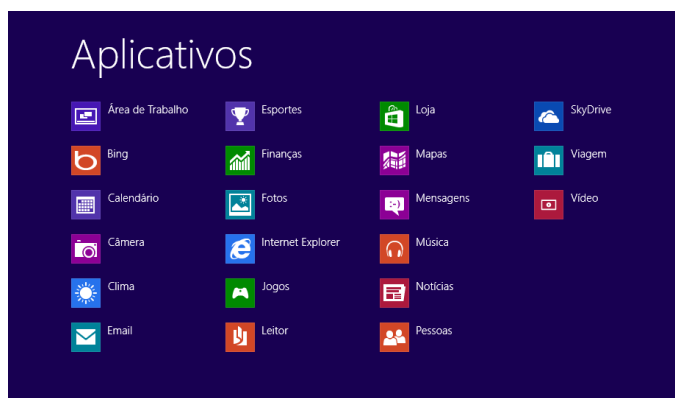 Aplicativos
Área de Trabalho
Bing
Calendário
Câmera
Clima
Email
Esportes
Finanças
Fotos
Internet Explorer
Jogos
Leitor
Loja
Mapas
Mensagens
Música
Notícias
Pessoas
SkyDrive
Viagem
Vídeo